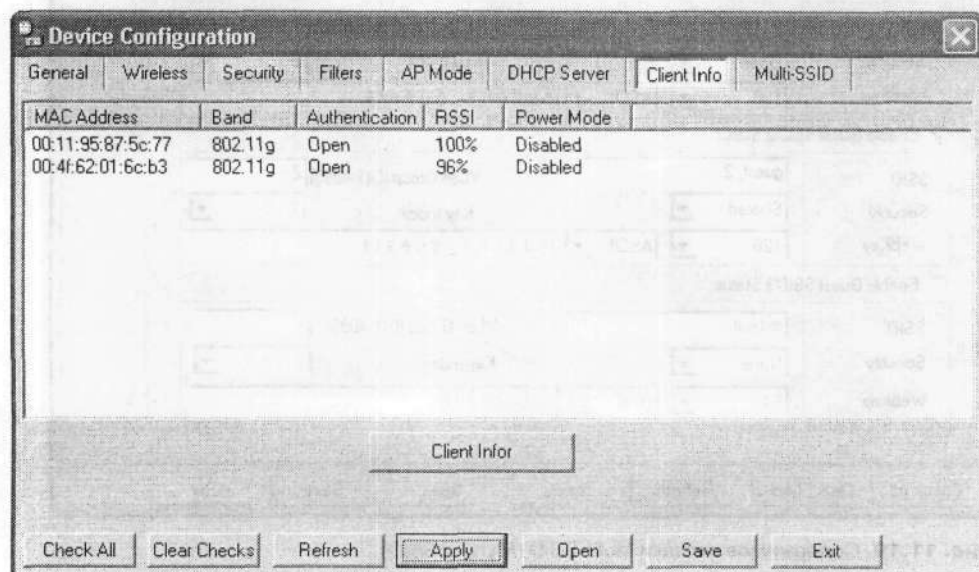 Device Configuration
General Wireless Security Filters AP Mode DHCP Server Client Info Multi-SSID
MAC Address Band Authentication RSSI Power Mode
00:11:95:87:5c:77 802.11g Open 100% Disabled
00:4f:62:01:6c:b3 802.11g Open 96% Disabled
Client Infor
Check All Clear Checks Refresh Apply Open Save Exit